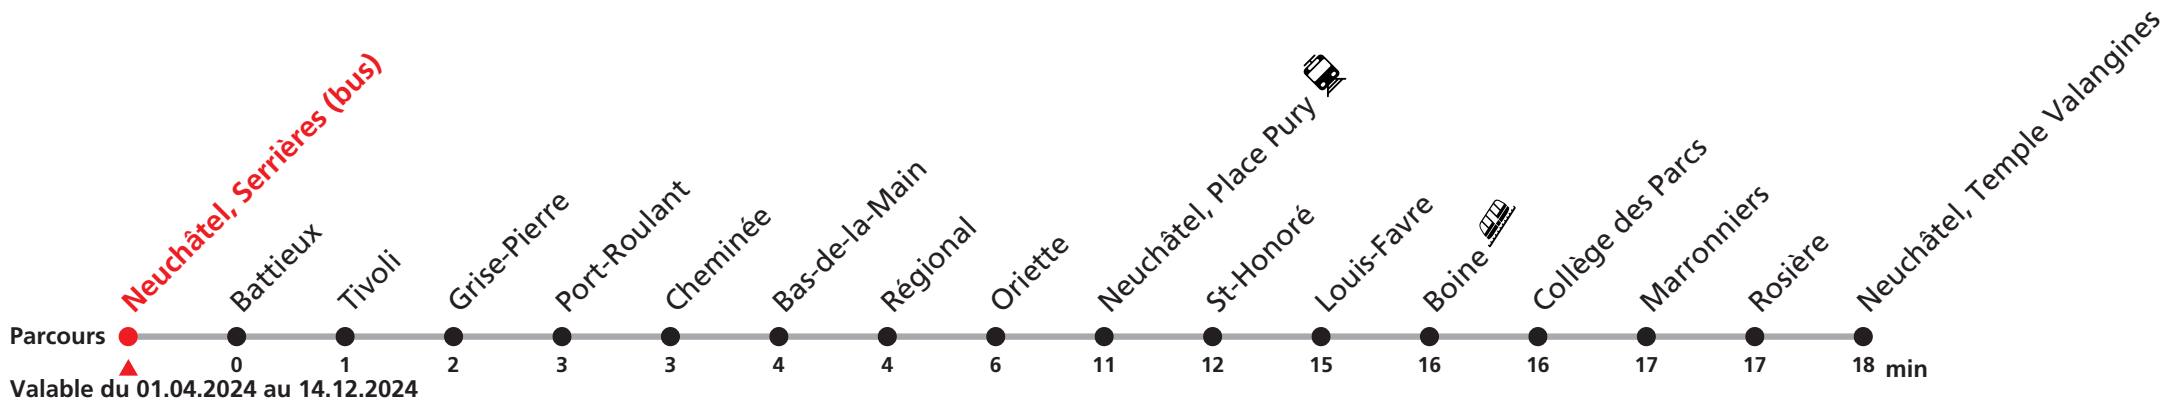 Neuchâtel, Serrières (bus)
Battieux
Tivoli
Grise-Pierre
Port-Roulant
Cheminée
Bas-de-la-Main
Régional
Oriette
Neuchâtel, Place Pury
St-Honoré
Louis-Favre
Boine
Collège des Parcs
Marronniers
Rosière
Neuchâtel, Temple Valangines
Parcours
0 1 2 3 3 4 4 6 11 12 15 16 16 17 17 18 min
Valable du 01.04.2024 au 14.12.2024